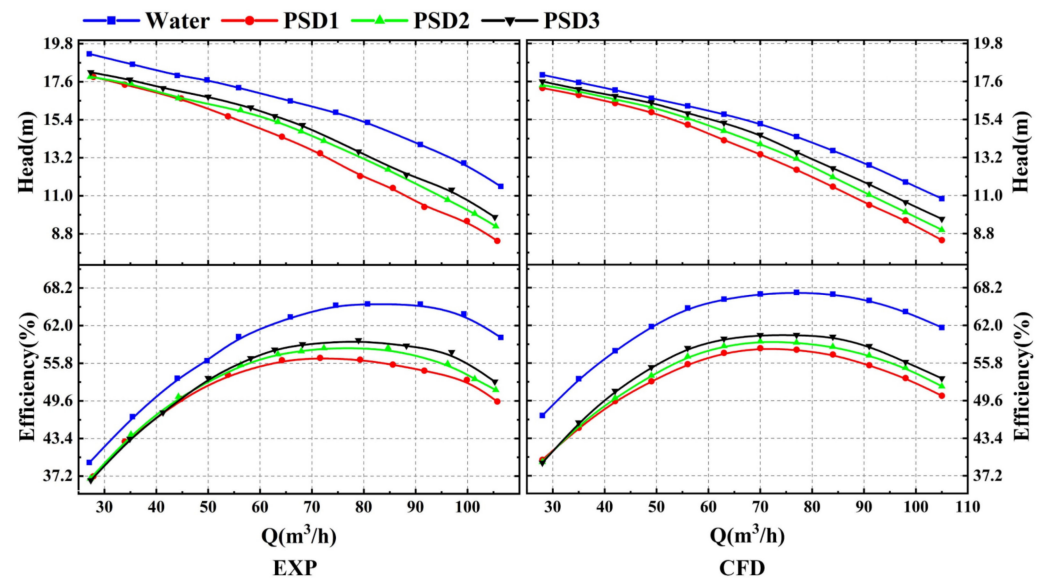 Water PSD1 PSD2 PSD3
19.8 19.8
17.6 17.6
15.4 15.4
13.2 13.2
11.0 11.0
8.8 8.8
Head(m) Head(m)
68.2 68.2
62.0 62.0
55.8 55.8
49.6 49.6
43.4 43.4
37.2 37.2
Efficiency(%) Efficiency(%)
30 40 50 60 70 80 90 100 30 40 50 60 70 80 90 100 110
Q(m³/h) Q(m³/h)
EXP CFD